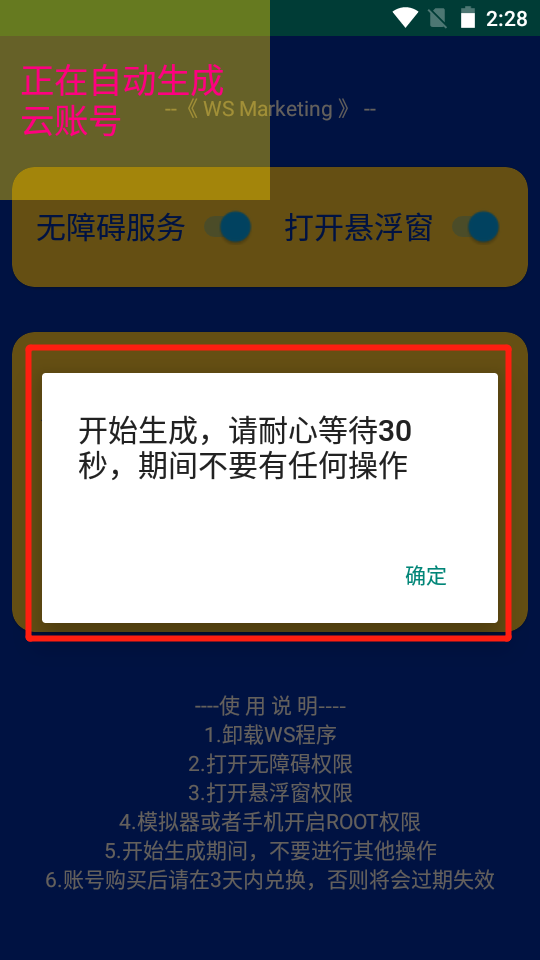 2:28
正在自动生成
云账号
--《 WS Marketing 》 --
无障碍服务
打开悬浮窗
开始生成，请耐心等待30
秒，期间不要有任何操作
确定
----使 用 说 明----
1.卸载WS程序
2.打开无障碍权限
3.打开悬浮窗权限
4.模拟器或者手机开启ROOT权限
5.开始生成期间，不要进行其他操作
6.账号购买后请在3天内兑换，否则将会过期失效